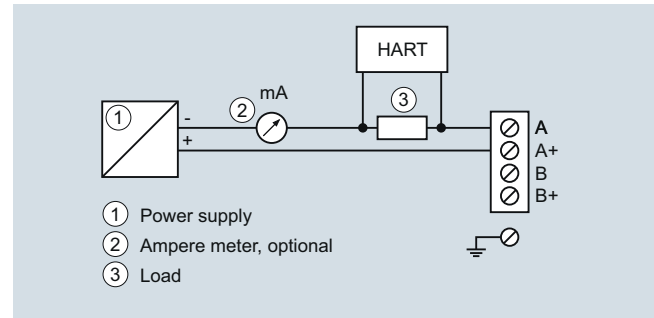 HART
mA
1
2
3
-
+
A
A+
B
B+
1 Power supply
2 Ampere meter, optional
3 Load